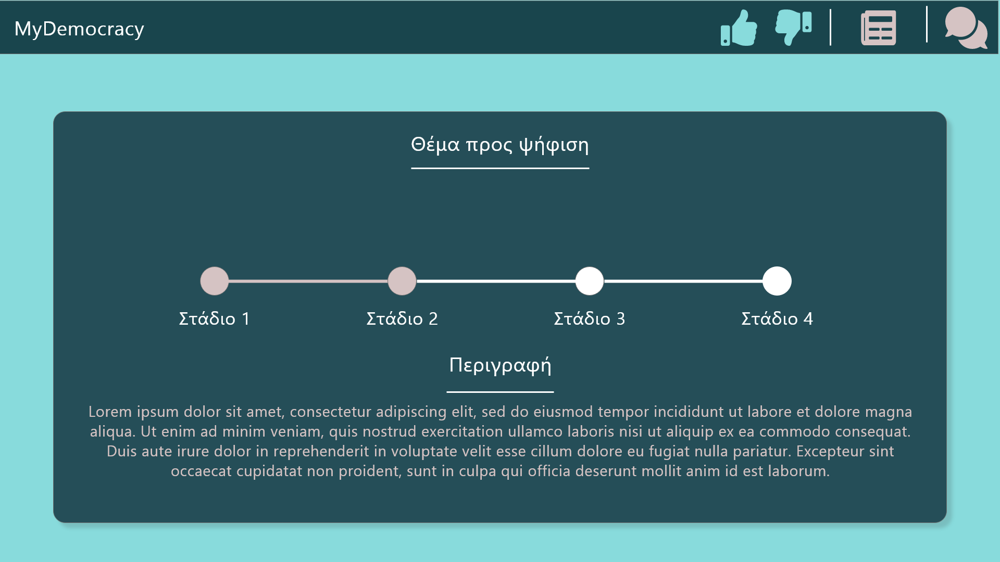 MyDemocracy
Θέμα προς ψήφιση
Στάδιο 1
Στάδιο 2
Στάδιο 3
Στάδιο 4
Περιγραφή
Lorem ipsum dolor sit amet, consectetur adipiscing elit, sed do eiusmod tempor incididunt ut labore et dolore magna
aliqua. Ut enim ad minim veniam, quis nostrud exercitation ullamco laboris nisi ut aliquip ex ea commodo consequat.
Duis aute irure dolor in reprehenderit in voluptate velit esse cillum dolore eu fugiat nulla pariatur. Excepteur sint
occaecat cupidatat non proident, sunt in culpa qui officia deserunt mollit anim id est laborum.